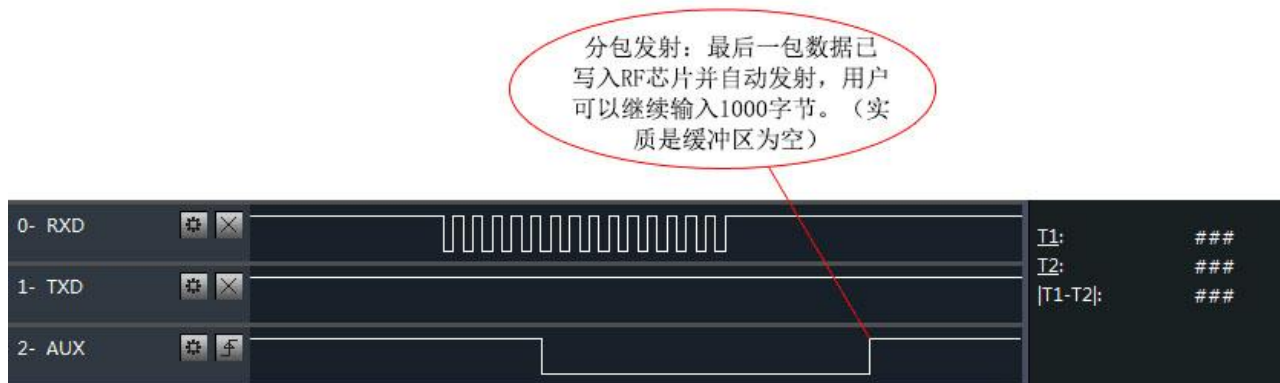 分包发射：最后一包数据已
写入RF芯片并自动发射，用户
可以继续输入1000字节。（实
质是缓冲区为空）
0- RXD
T1: ###
1- TXD
T2: ###
|T1-T2|: ###
2- AUX